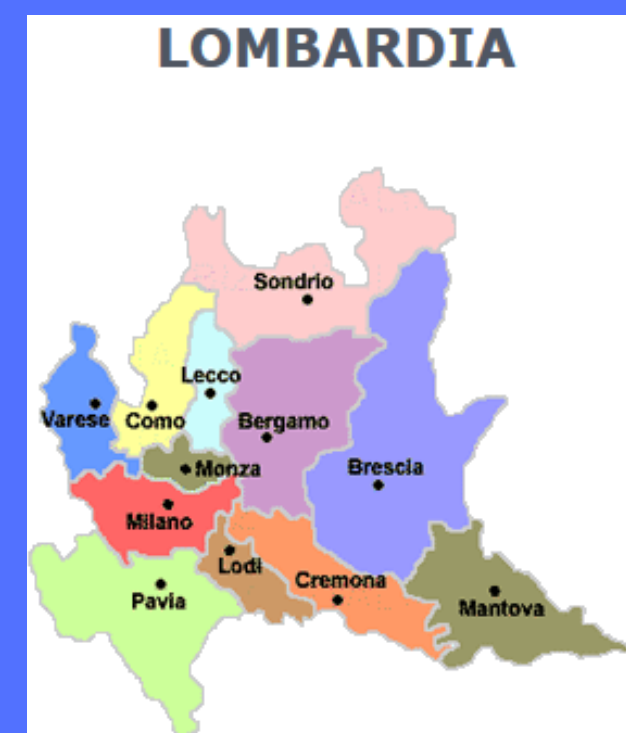 LOMBARDIA
Sondrio
Lecco
Varese
Como
Bergamo
Monza
Brescia
Milano
Lodi
Cremona
Pavia
Mantova